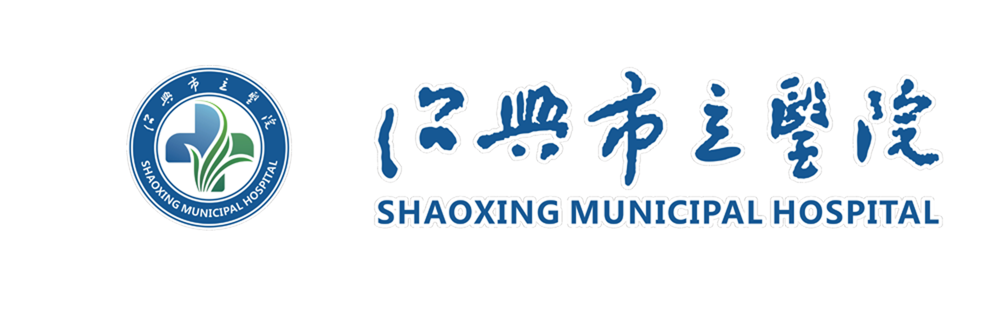 紹興市立醫院
SHAOXING MUNICIPAL HOSPITAL
紹興市立醫院
SHAOXING MUNICIPAL HOSPITAL